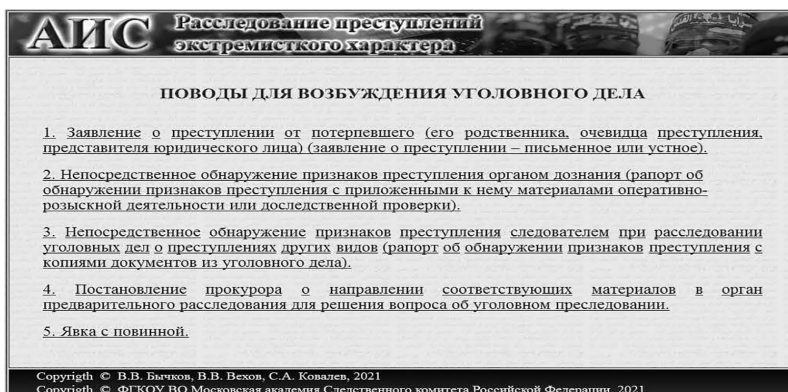 АИС Расследование преступлений
экстремисткого характера
ПОВОДЫ ДЛЯ ВОЗБУЖДЕНИЯ УГОЛОВНОГО ДЕЛА
1. Заявление о преступлении от потерпевшего (его родственника, очевидца преступления,
представителя юридического лица) (заявление о преступлении – письменное или устное).
2. Непосредственное обнаружение признаков преступления органом дознания (рапорт об
обнаружении признаков преступления с приложенными к нему материалами оперативно-
розыскной деятельности или доследственной проверки).
3. Непосредственное обнаружение признаков преступления следователем при расследовании
уголовных дел о преступлениях других видов (рапорт об обнаружении признаков преступления с
копиями документов из уголовного дела).
4. Постановление прокурора о направлении соответствующих материалов в орган
предварительного расследования для решения вопроса об уголовном преследовании.
5. Явка с повинной.
Copyrigth © В.В. Бычков, В.В. Вехов, С.А. Ковалев, 2021
Copyrigth © ФГКОУ ВО Московская академия Следственного комитета Российской Федерации, 2021